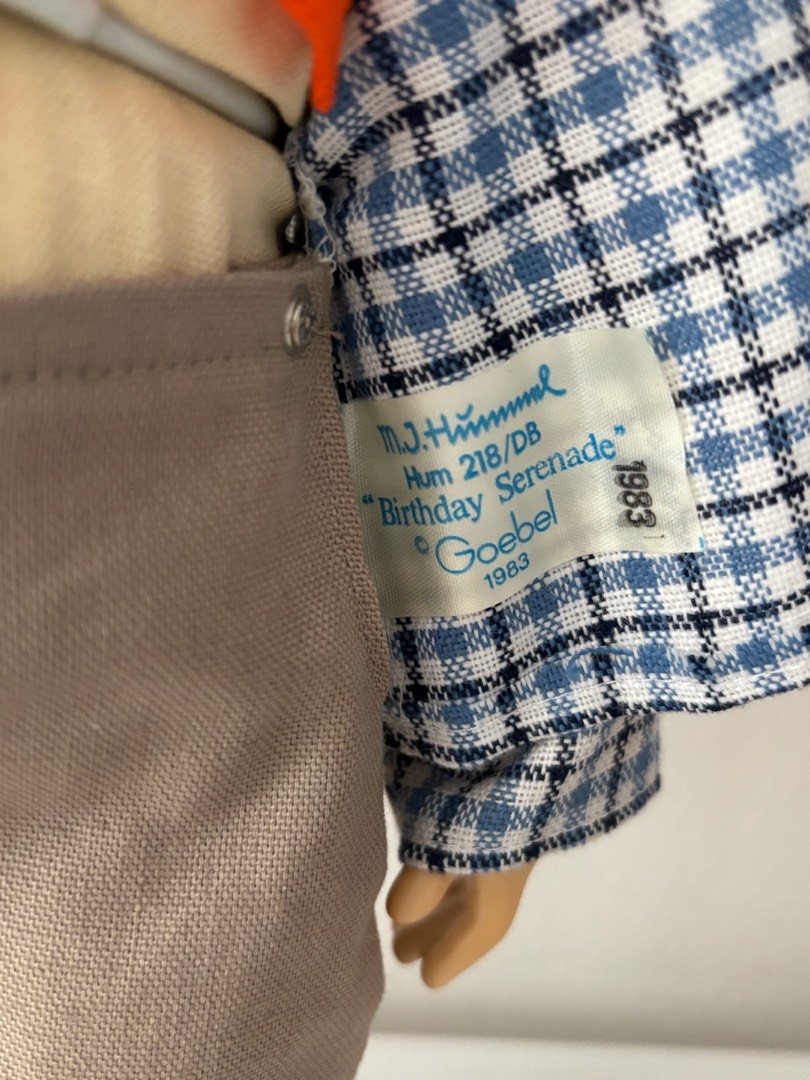 M.J.Hummel
Hum 218/DB
“Birthday Serenade”
© Goebel
1983
1983